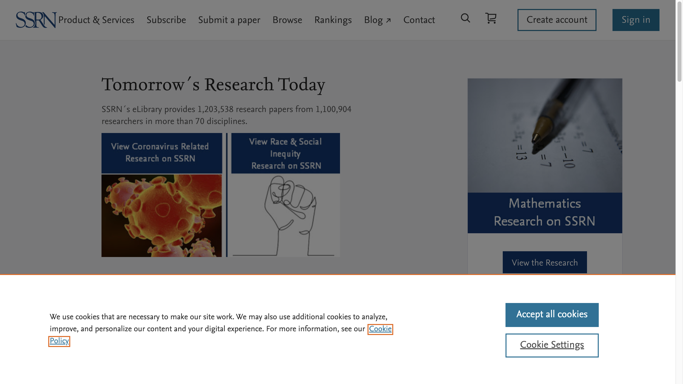 SSRN
Product & Services Subscribe Submit a paper Browse Rankings Blog ↗ Contact Create account Sign in
Tomorrow´s Research Today
SSRN´s eLibrary provides 1,203,538 research papers from 1,100,904
researchers in more than 70 disciplines.
View Coronavirus Related
Research on SSRN
View Race & Social
Inequity
Research on SSRN
=13
=7
=-10
=7
Mathematics
Research on SSRN
View the Research
We use cookies that are necessary to make our site work. We may also use additional cookies to analyze,
improve, and personalize our content and your digital experience. For more information, see our Cookie
Policy
Accept all cookies
Cookie Settings